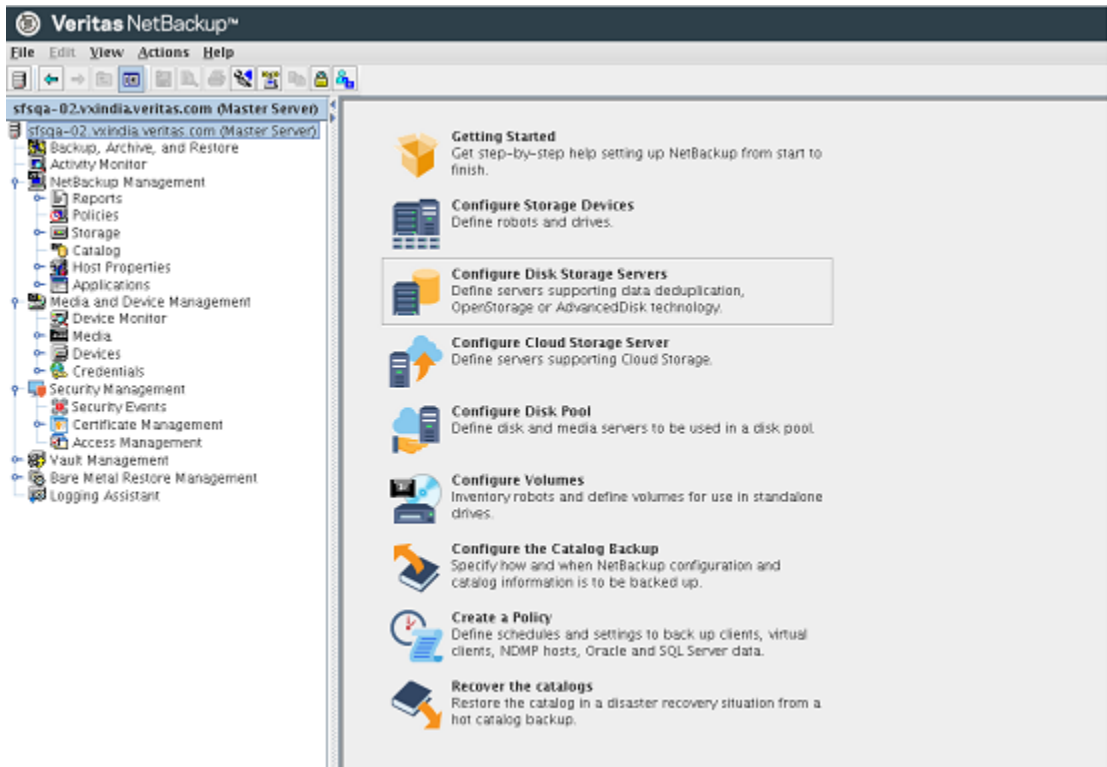 Veritas NetBackup™
File Edit View Actions Help
sfsqa-02.vxindia.veritas.com (Master Server)
sfsqa-02.vxindia.veritas.com (Master Server)
Backup, Archive, and Restore
Activity Monitor
NetBackup Management
Reports
Policies
Storage
Catalog
Host Properties
Applications
Media and Device Management
Device Monitor
Media
Devices
Credentials
Security Management
Security Events
Certificate Management
Access Management
Vault Management
Bare Metal Restore Management
Logging Assistant
Getting Started
Get step-by-step help setting up NetBackup from start to
finish.
Configure Storage Devices
Define robots and drives.
Configure Disk Storage Servers
Define servers supporting data deduplication,
OpenStorage or AdvancedDisk technology.
Configure Cloud Storage Server
Define servers supporting Cloud Storage.
Configure Disk Pool
Define disk and media servers to be used in a disk pool.
Configure Volumes
Inventory robots and define volumes for use in standalone
drives.
Configure the Catalog Backup
Specify how and when NetBackup configuration and
catalog information is to be backed up.
Create a Policy
Define schedules and settings to back up clients, virtual
clients, NDMP hosts, Oracle and SQL Server data.
Recover the catalogs
Restore the catalog in a disaster recovery situation from a
hot catalog backup.